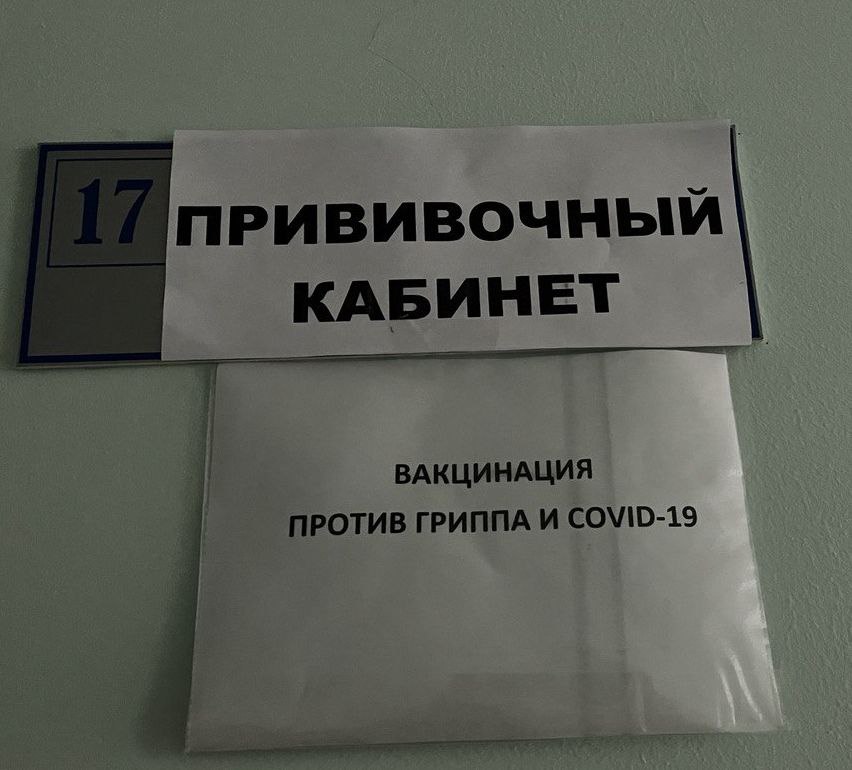 17
ПРИВИВОЧНЫЙ
КАБИНЕТ
ВАКЦИНАЦИЯ
ПРОТИВ ГРИППА И COVID-19